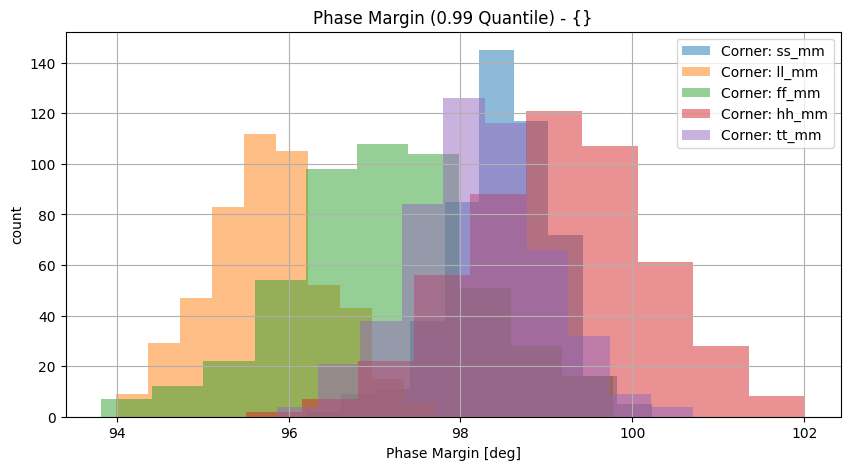 Phase Margin (0.99 Quantile) - {}
Corner: ss_mm
Corner: ll_mm
Corner: ff_mm
Corner: hh_mm
Corner: tt_mm
140
120
100
80
60
40
20
0
count
94 96 98 100 102
Phase Margin [deg]